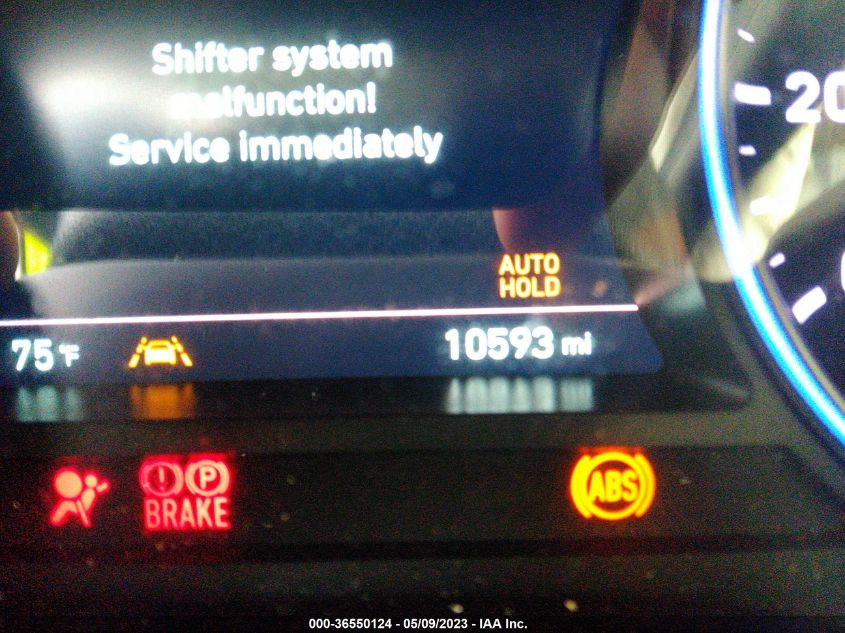 Shifter system
malfunction!
Service immediately
20
AUTO
HOLD
75°F
10593 mi
P
BRAKE
ABS
000-36550124 - 05/09/2023 - IAA Inc.